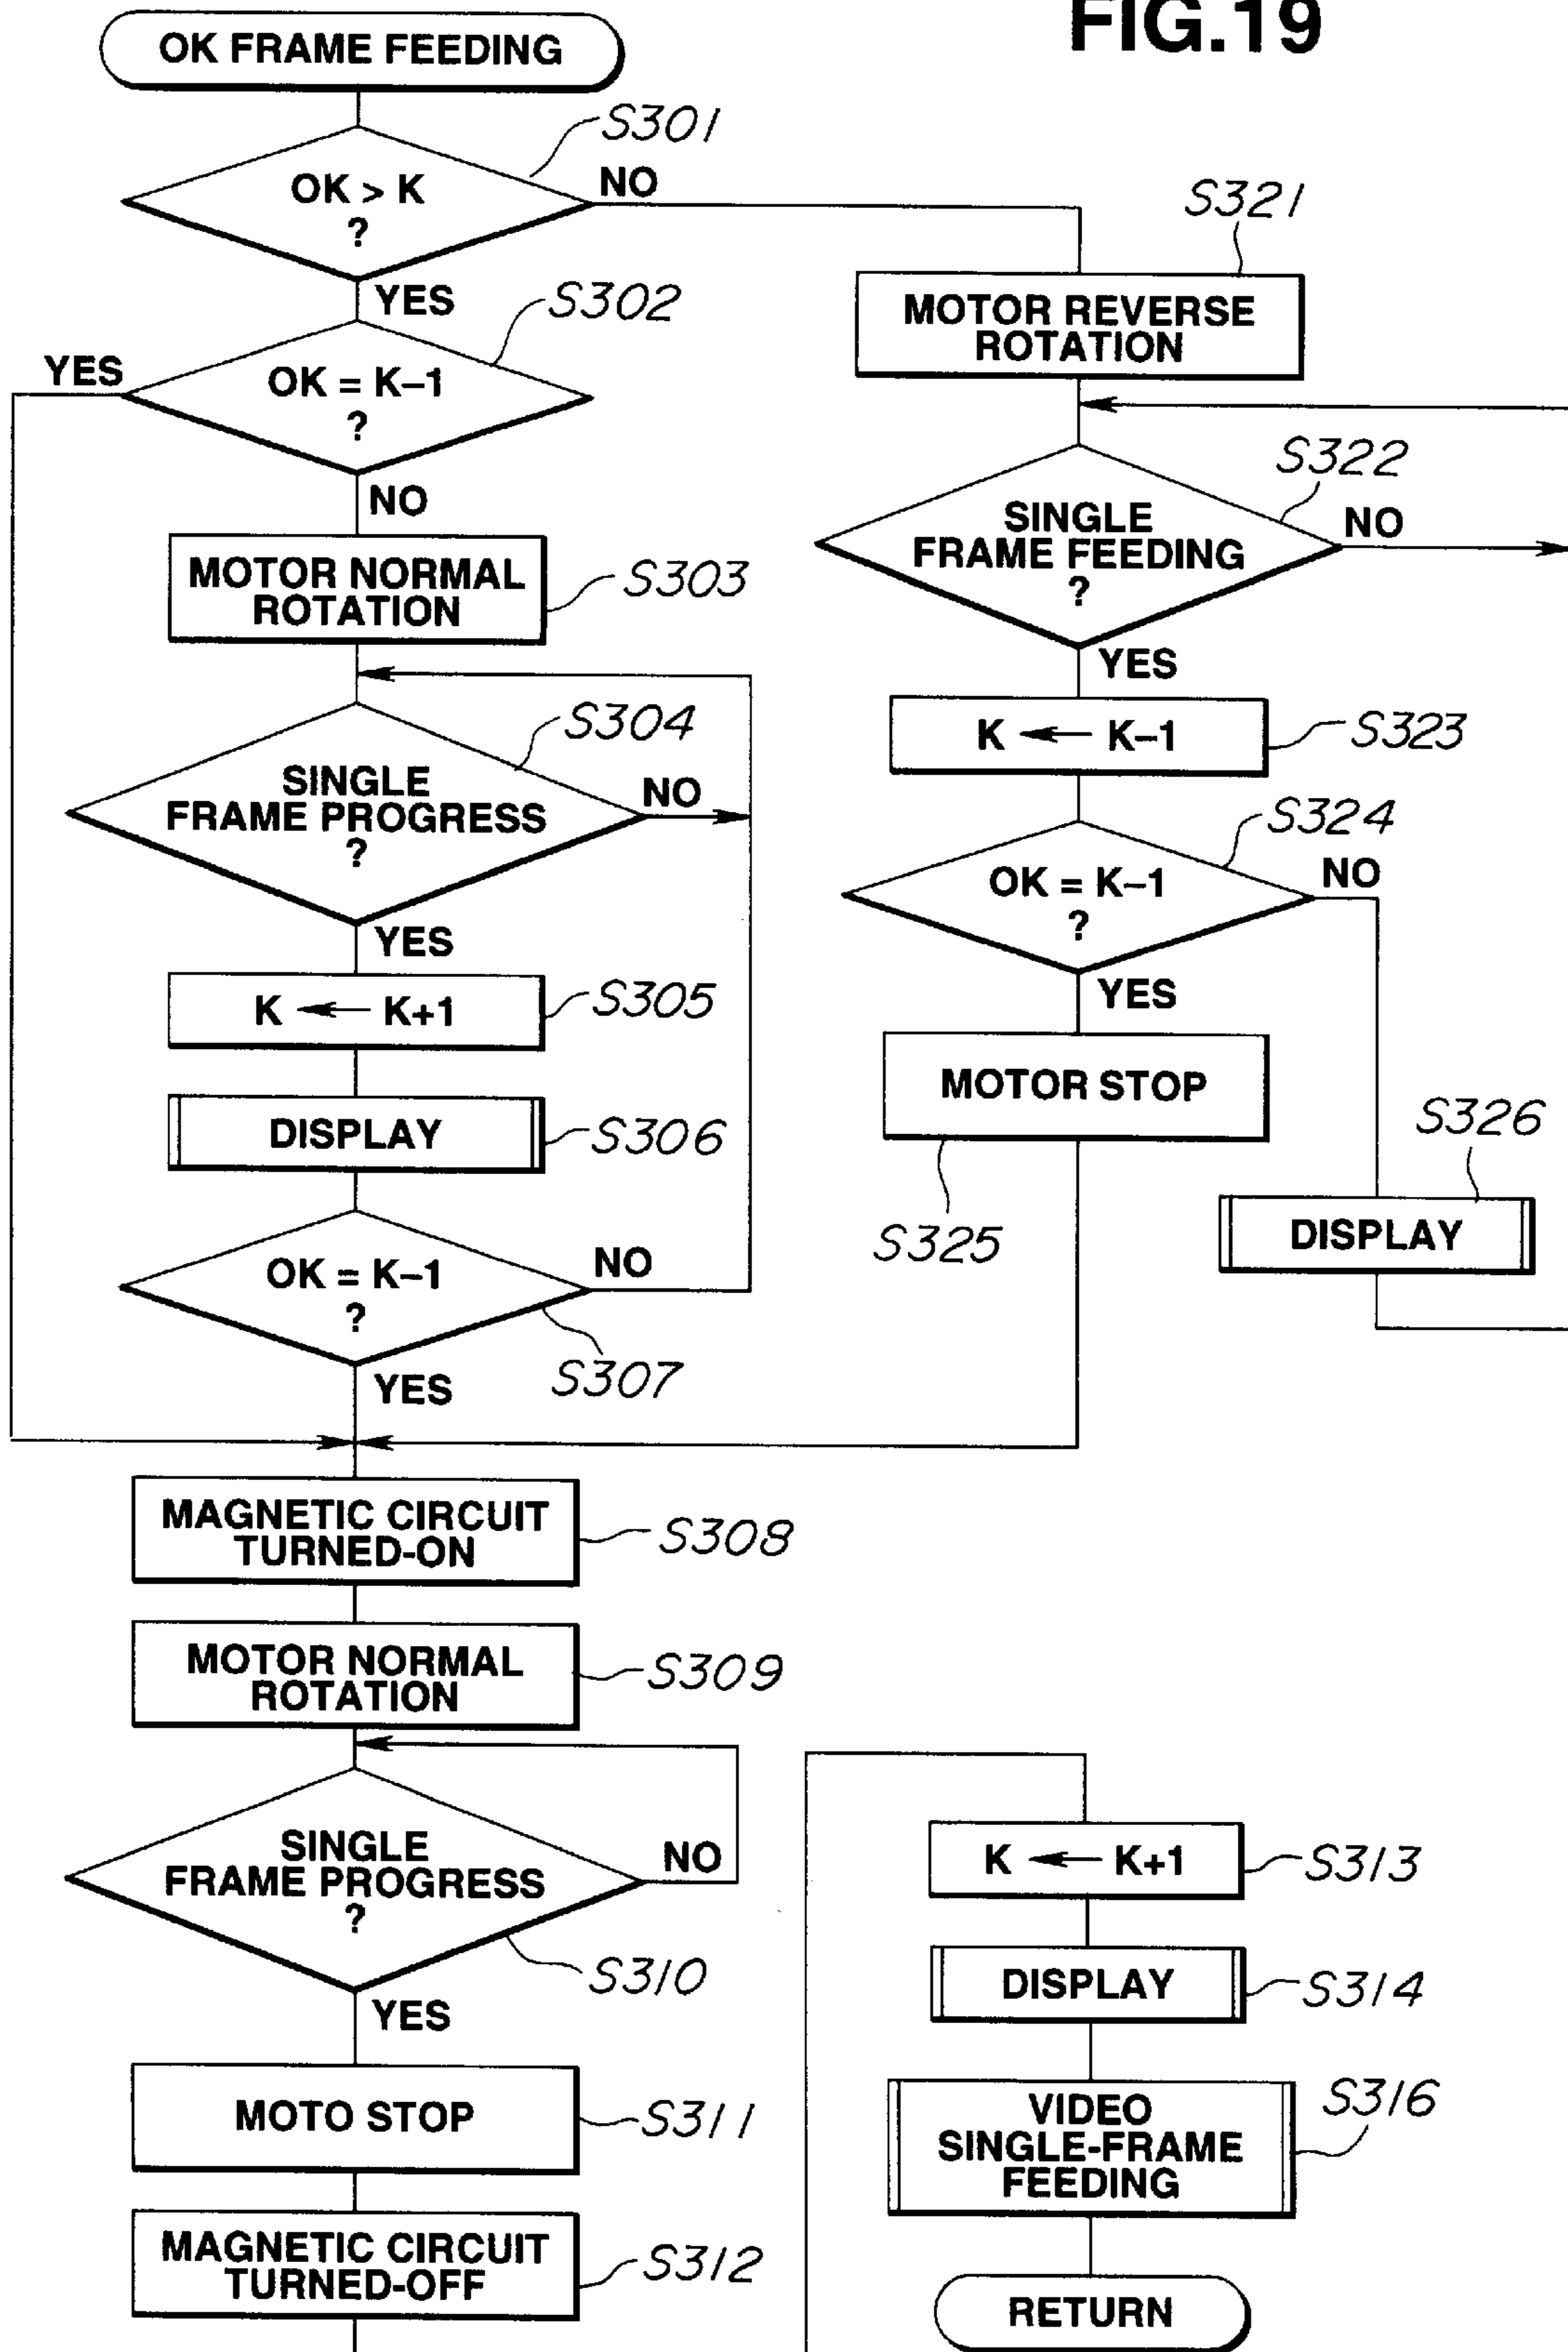 FIG.19
OK FRAME FEEDING
S301
OK > K
?
NO
YES
S302
YES
OK = K–1
?
NO
MOTOR NORMAL
ROTATION
S303
S304
SINGLE
FRAME PROGRESS
?
NO
YES
K ← K+1
S305
DISPLAY
S306
OK = K–1
?
NO
S307
YES
MAGNETIC CIRCUIT
TURNED-ON
S308
MOTOR NORMAL
ROTATION
S309
SINGLE
FRAME PROGRESS
?
NO
S310
YES
MOTO STOP
S311
MAGNETIC CIRCUIT
TURNED-OFF
S312
S321
MOTOR REVERSE
ROTATION
S322
SINGLE
FRAME FEEDING
?
NO
YES
K ← K–1
S323
S324
OK = K–1
?
NO
YES
MOTOR STOP
S325
S326
DISPLAY
K ← K+1
S313
DISPLAY
S314
VIDEO
SINGLE-FRAME
FEEDING
S316
RETURN